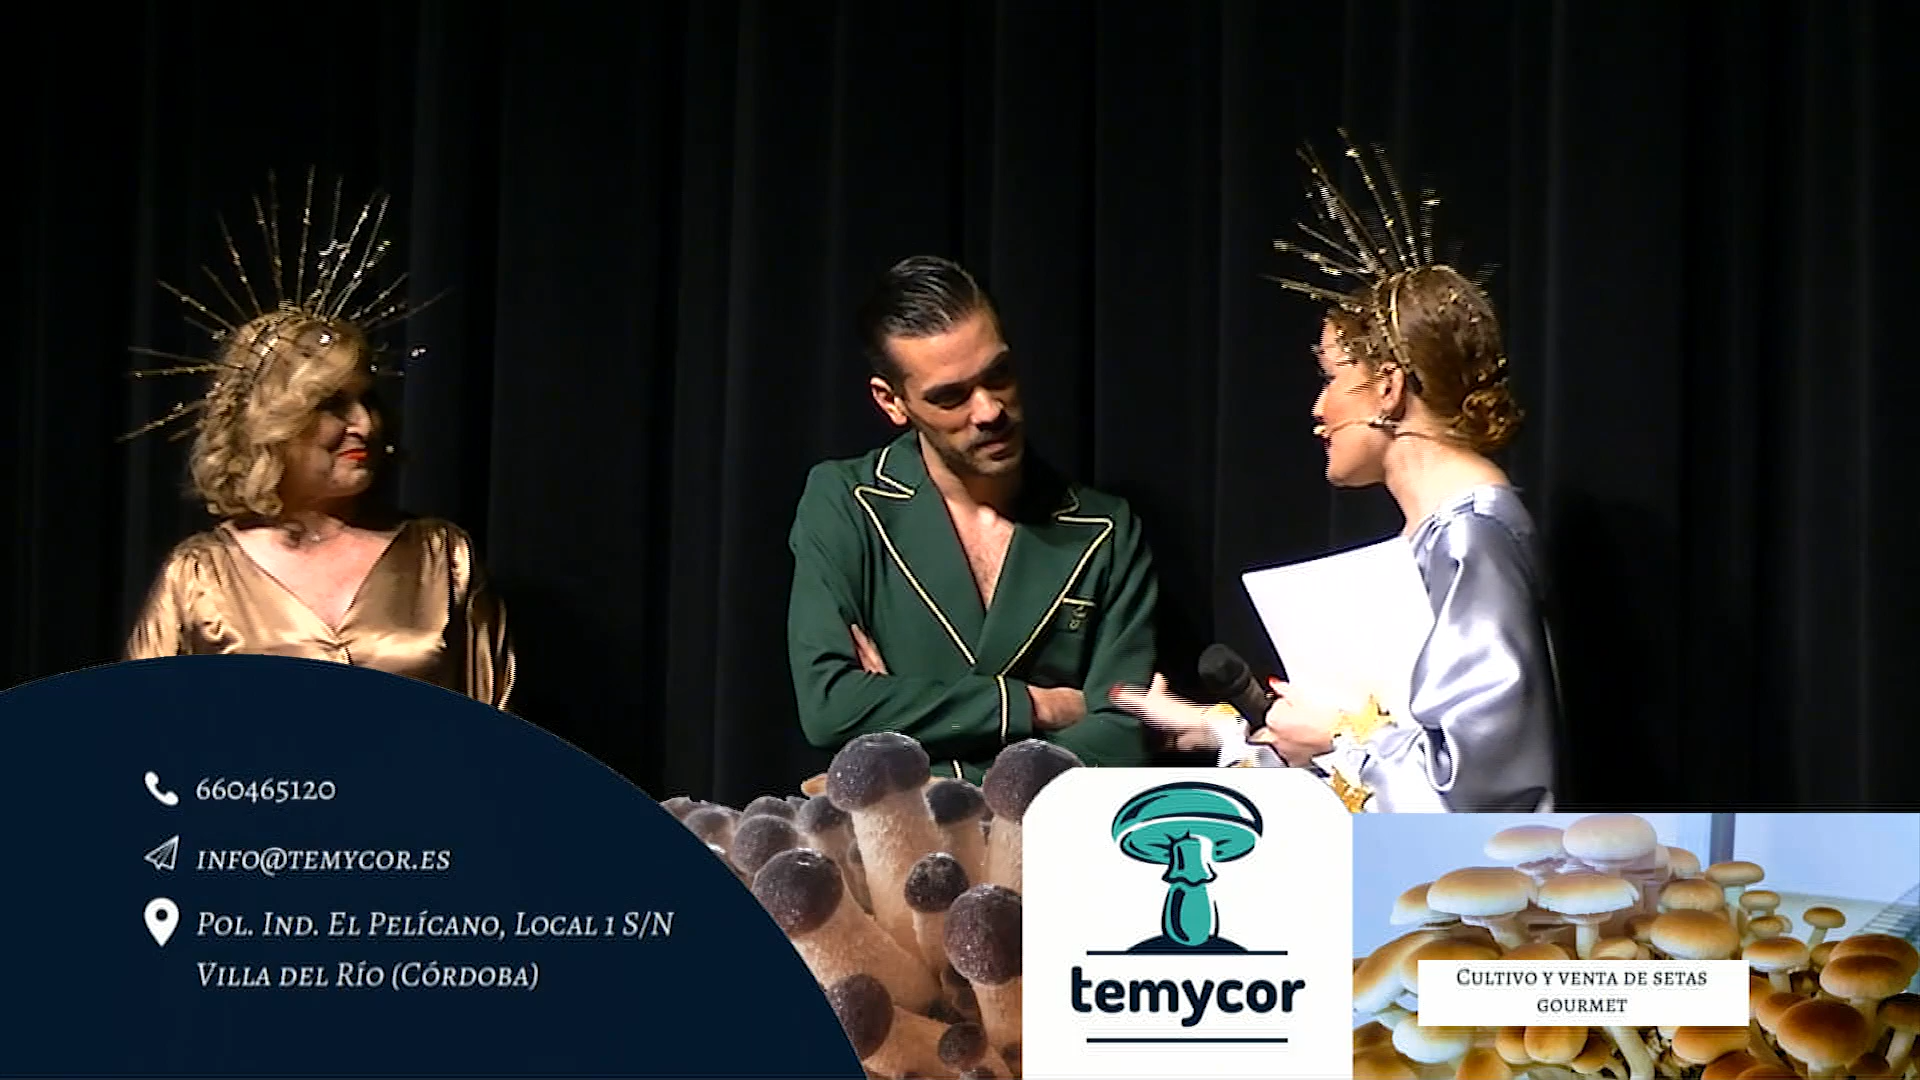 660465120
INFO@TEMYCOR.ES
POL. IND. EL PELÍCANO, LOCAL 1 S/N
VILLA DEL RÍO (CÓRDOBA)
temycor
CULTIVO Y VENTA DE SETAS
GOURMET